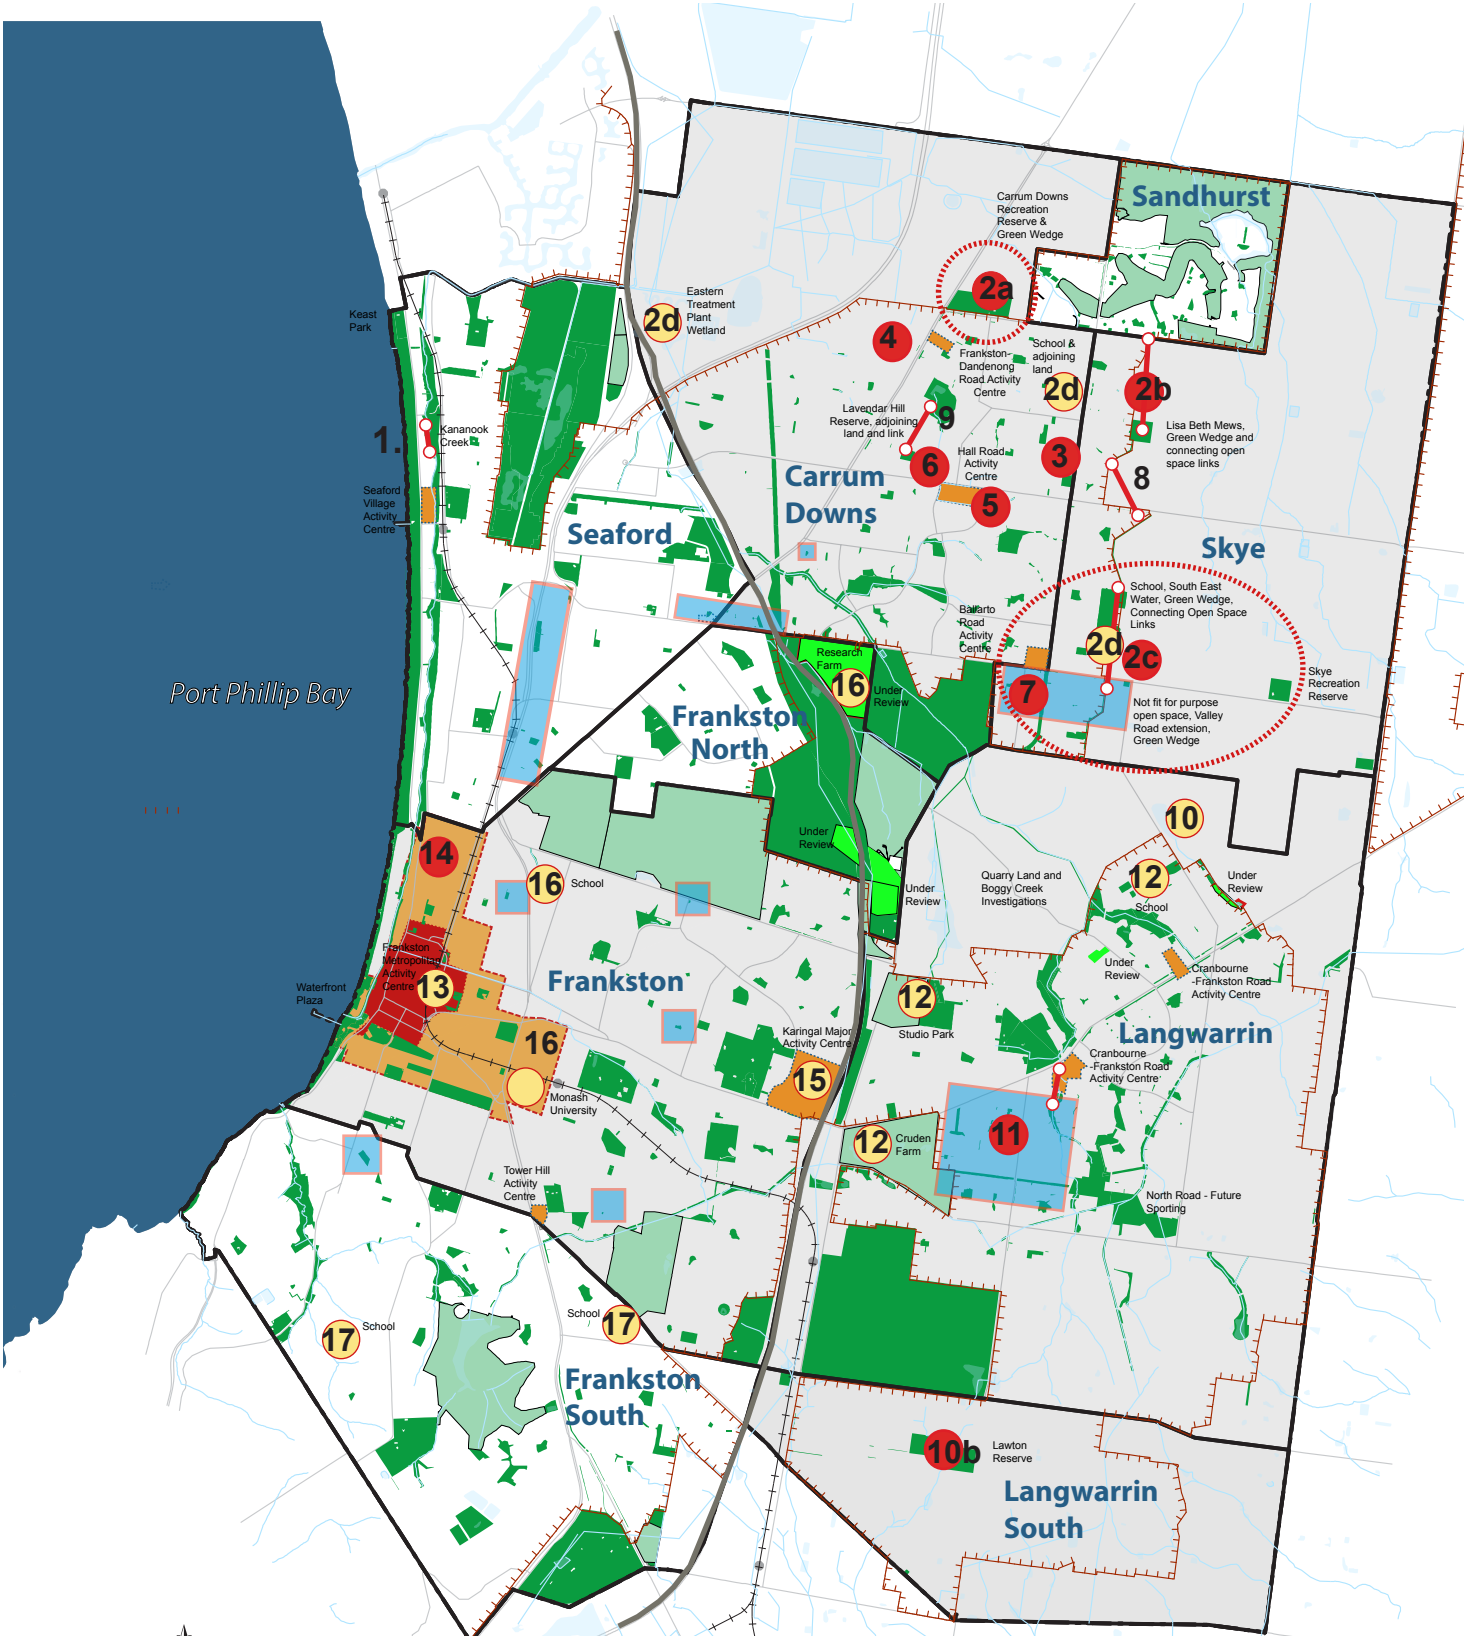 Sandhurst
Carrum Downs
Recreation
Reserve &
Green Wedge
2a
Eastern
Treatment
Plant
Wetland
2d
Keast
Park
4
Frankston-
Dandenong
Road Activity
Centre
School &
adjoining
land
2d
2b
Lavendar Hill
Reserve, adjoining
land and link
9
Lisa Beth Mews,
Green Wedge and
connecting open
space links
1.
Kananook
Creek
6
Hall Road
Activity
Centre
3
8
Carrum
Downs
5
Seaford
Village
Activity
Centre
Seaford
Skye
School, South East
Water, Green Wedge,
Connecting Open Space
Links
Ballarto
Road
Activity
Centre
2d
2c
Research
Farm
16
Under
Review
7
Skye
Recreation
Reserve
Not fit for purpose
open space, Valley
Road extension,
Green Wedge
Port Phillip Bay
Frankston
North
10
Under
Review
14
16
School
Under
Review
Quarry Land and
Boggy Creek
Investigations
12
School
Under
Review
Frankston
Metropolitan
Activity
Centre
13
Waterfront
Plaza
Frankston
12
Studio Park
Under
Review
Cranbourne
-Frankston Road
Activity Centre
Langwarrin
16
Karingal Major
Activity Centre
15
Cranbourne
-Frankston Road
Activity Centre
Monash
University
12
Cruden
Farm
11
Tower Hill
Activity
Centre
North Road - Future
Sporting
17
School
School
17
Frankston
South
10b
Lawton
Reserve
Langwarrin
South